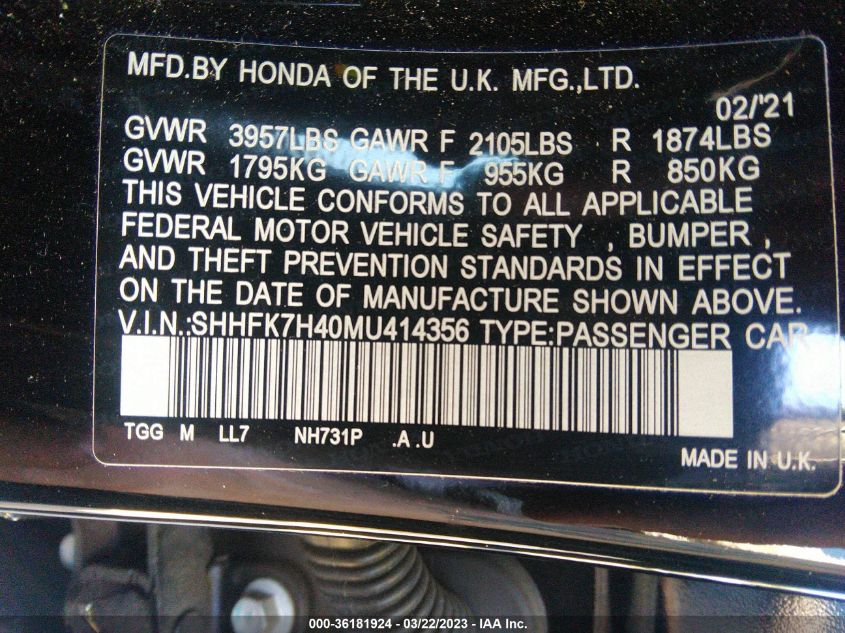 MFD.BY HONDA OF THE U.K. MFG.,LTD.
02/'21
GVWR 3957LBS GAWR F 2105LBS R 1874LBS
GVWR 1795KG GAWR F 955KG R 850KG
THIS VEHICLE CONFORMS TO ALL APPLICABLE
FEDERAL MOTOR VEHICLE SAFETY , BUMPER ,
AND THEFT PREVENTION STANDARDS IN EFFECT
ON THE DATE OF MANUFACTURE SHOWN ABOVE.
V.I.N.:SHHFK7H40MU414356 TYPE:PASSENGER CAR
TGG M LL7 NH731P .A .U
MADE IN U.K.
000-36181924 / 03/22/2023 / IAA Inc.